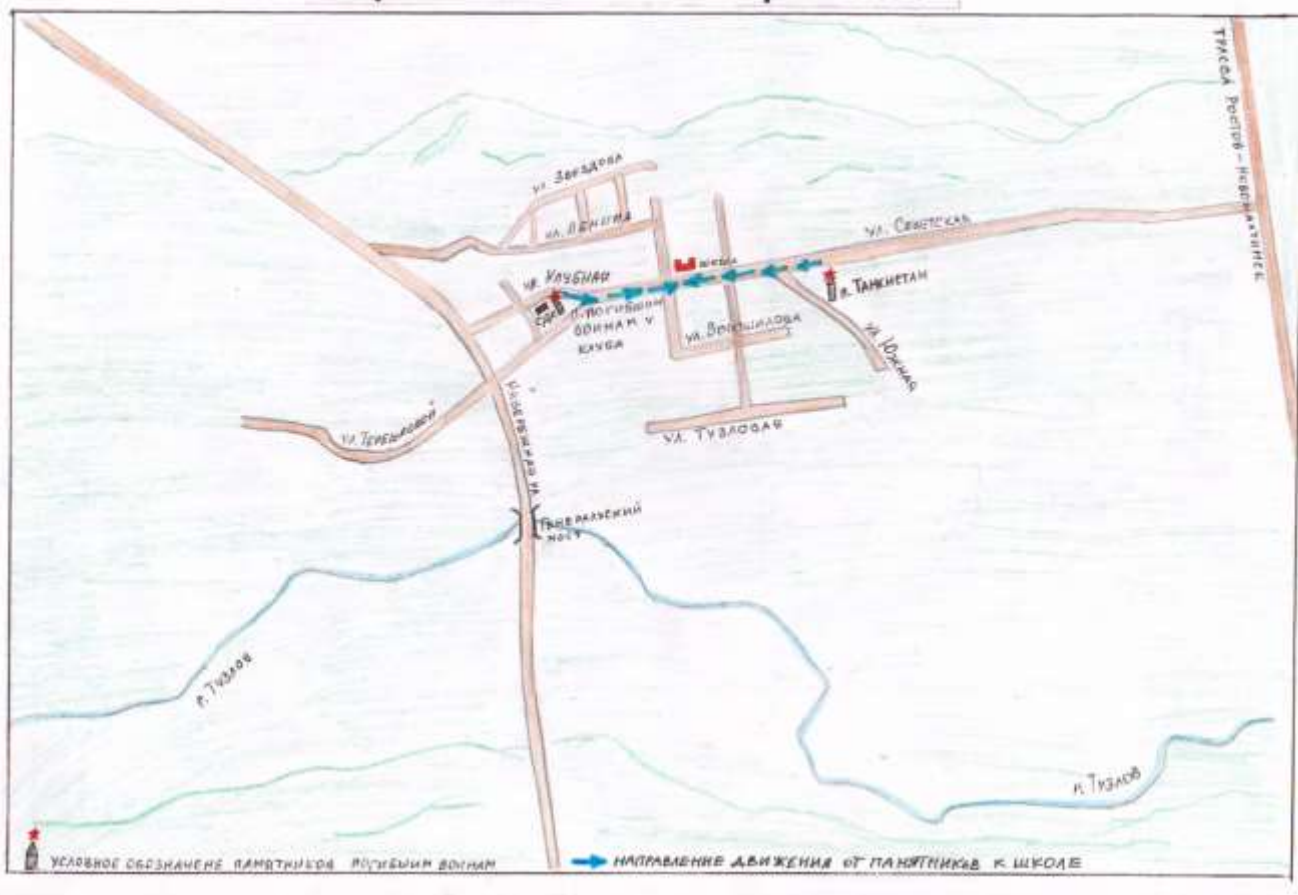 ТРАССА РОСТОВ-НОВОШАХТИНСК
УЛ. ЗВЕЗДОВА
УЛ. ЛЕНИНА
УЛ. СОВЕТСКАЯ
ШКОЛА
УЛ. КЛУБНАЯ
П. ТАНКИСТАМ
СДК
П. ПОГИБШИМ
ВОИНАМ У
КЛУБА
УЛ. ВОРОШИЛОВА
УЛ. ЮЖНАЯ
УЛ. ТЕРЕШКОВОЙ
НАБЕРЕЖНАЯ УЛ
УЛ. ТУЗЛОВАЯ
ГЕНЕРАЛЬСКИЙ
МОСТ
Р. ТУЗЛОВ
Р. ТУЗЛОВ
УСЛОВНОЕ ОБОЗНАЧЕНЕ ПАМЯТНИКОВ ПОГИБШИМ ВОИНАМ
НАПРАВЛЕНИЕ ДВИЖЕНИЯ ОТ ПАМЯТНИКОВ К ШКОЛЕ